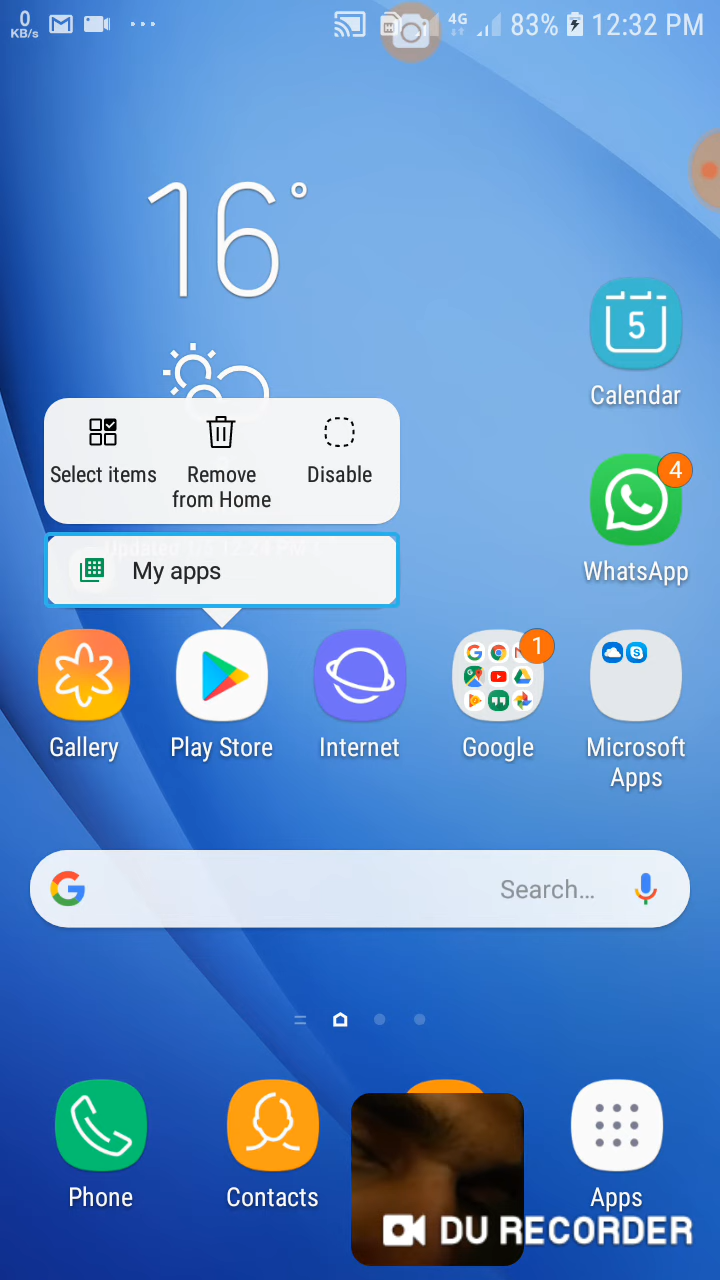 0
KB/s
4G
83%
12:32 PM
16°
5
Calendar
Select items
Remove
from Home
Disable
4
WhatsApp
My apps
1
Gallery
Play Store
Internet
Google
Microsoft
Apps
G
Search...
Phone
Contacts
Apps
DU RECORDER